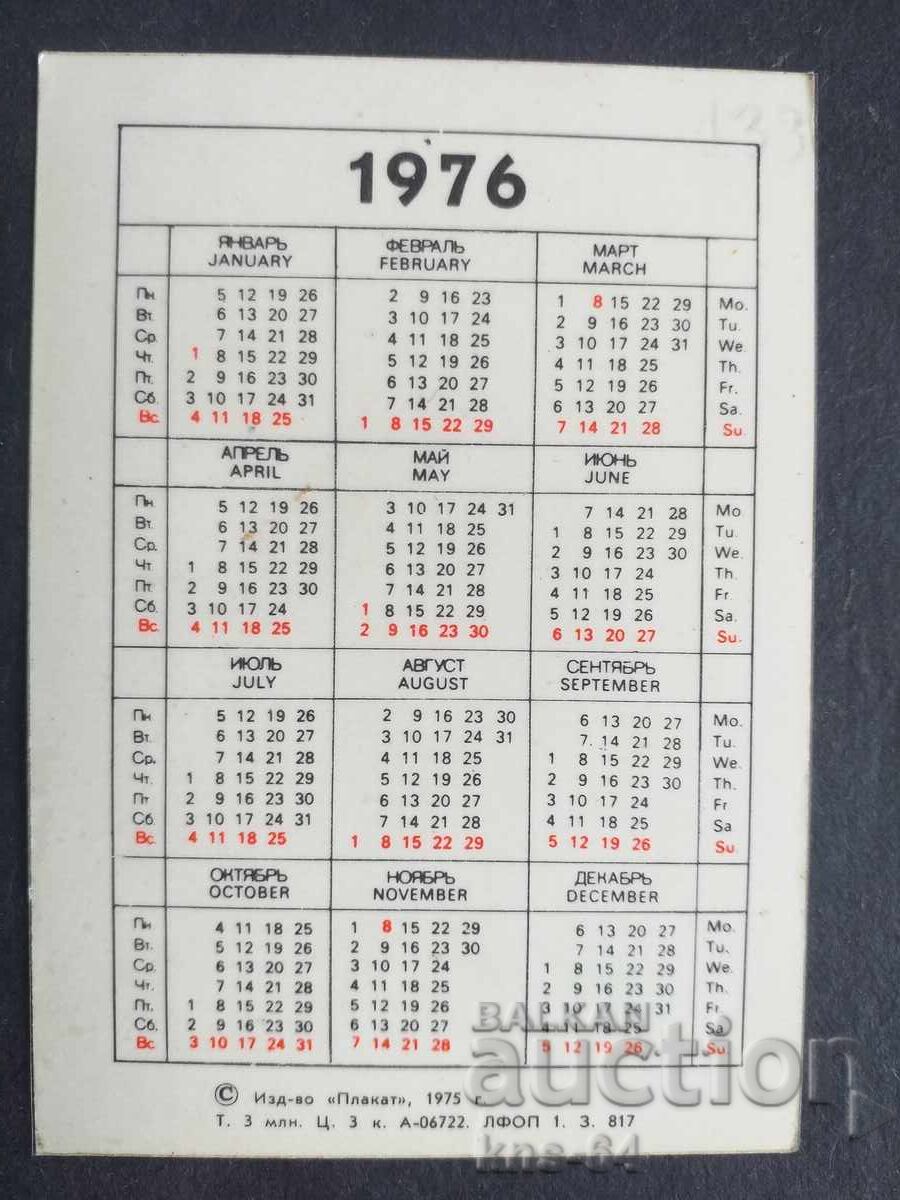 1976
ЯНВАРЬ ФЕВРАЛЬ МАРТ
JANUARY FEBRUARY MARCH
Пн. 5 12 19 26 2 9 16 23 1 8 15 22 29 Mo.
Вт. 6 13 20 27 3 10 17 24 2 9 16 23 30 Tu.
Ср. 7 14 21 28 4 11 18 25 3 10 17 24 31 We.
Чт. 1 8 15 22 29 5 12 19 26 4 11 18 25 Th.
Пт. 2 9 16 23 30 6 13 20 27 5 12 19 26 Fr.
Сб. 3 10 17 24 31 7 14 21 28 6 13 20 27 Sa.
Вс. 4 11 18 25 1 8 15 22 29 7 14 21 28 Su.
АПРЕЛЬ МАЙ ИЮНЬ
APRIL MAY JUNE
Пн. 5 12 19 26 3 10 17 24 31 7 14 21 28 Mo
Вт. 6 13 20 27 4 11 18 25 1 8 15 22 29 Tu.
Ср. 7 14 21 28 5 12 19 26 2 9 16 23 30 We.
Чт 1 8 15 22 29 6 13 20 27 3 10 17 24 Th.
Пт. 2 9 16 23 30 7 14 21 28 4 11 18 25 Fr.
Сб. 3 10 17 24 1 8 15 22 29 5 12 19 26 Sa.
Вс. 4 11 18 25 2 9 16 23 30 6 13 20 27 Su.
ИЮЛЬ АВГУСТ СЕНТЯБРЬ
JULY AUGUST SEPTEMBER
Пн 5 12 19 26 2 9 16 23 30 6 13 20 27 Mo.
Вт. 6 13 20 27 3 10 17 24 31 7 14 21 28 Tu.
Ср. 7 14 21 28 4 11 18 25 1 8 15 22 29 We.
Чт. 1 8 15 22 29 5 12 19 26 2 9 16 23 30 Th.
Пт 2 9 16 23 30 6 13 20 27 3 10 17 24 Fr
Сб. 3 10 17 24 31 7 14 21 28 4 11 18 25 Sa
Вс. 4 11 18 25 1 8 15 22 29 5 12 19 26 Su.
ОКТЯБРЬ НОЯБРЬ ДЕКАБРЬ
OCTOBER NOVEMBER DECEMBER
Пн 4 11 18 25 1 8 15 22 29 6 13 20 27 Mo.
Вт. 5 12 19 26 2 9 16 23 30 7 14 21 28 Tu.
Ср. 6 13 20 27 3 10 17 24 1 8 15 22 29 We.
Чт. 7 14 21 28 4 11 18 25 2 9 16 23 30 Th.
Пт. 1 8 15 22 29 5 12 19 26 3 10 17 24 31 Fr.
Сб. 2 9 16 23 30 6 13 20 27 4 11 18 25 Sa.
Вс. 3 10 17 24 31 7 14 21 28 5 12 19 26 Su.
© Изд-во «Плакат», 1975 г.
Т. 3 млн. Ц. 3 к. А-06722. ЛФОП 1. З. 817
BALKAN
auction
kns-64